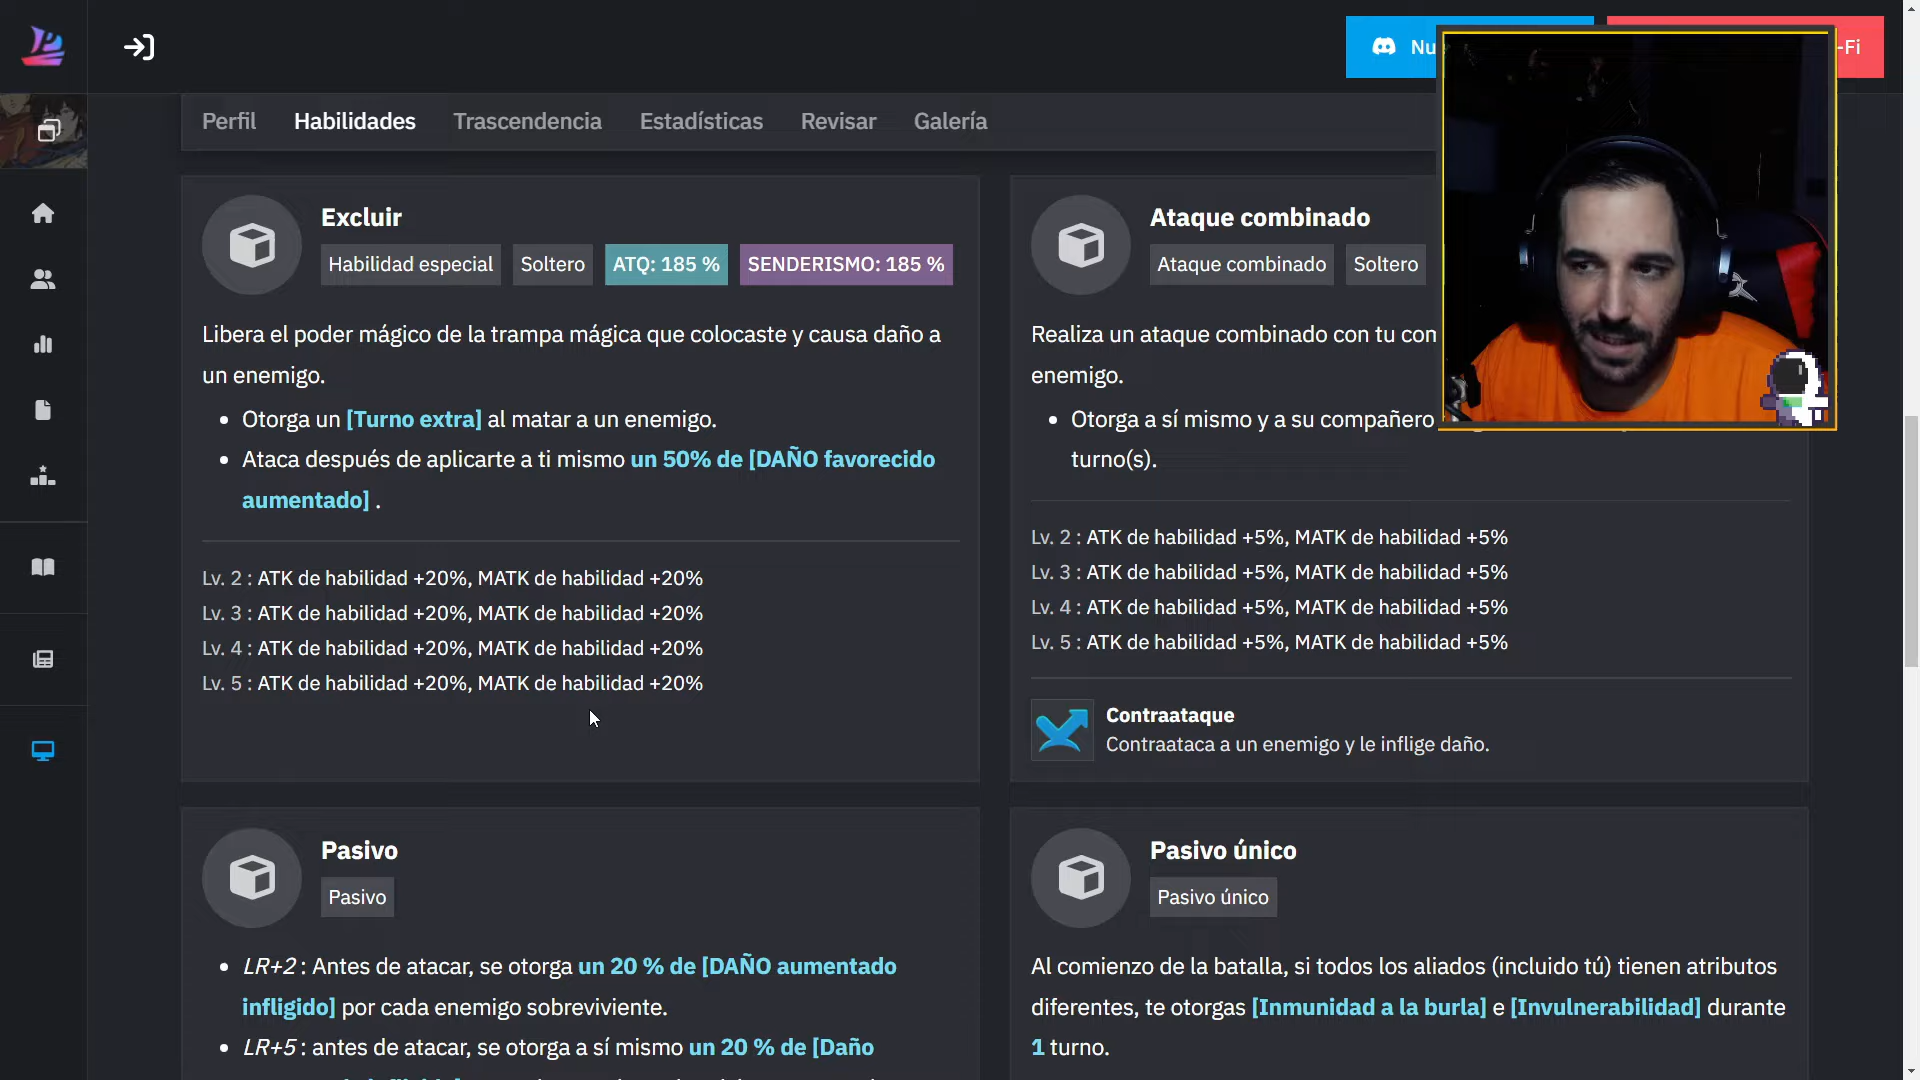 Nu
-Fi
Perfil Habilidades Trascendencia Estadísticas Revisar Galería
Excluir
Habilidad especial Soltero ATQ: 185 % SENDERISMO: 185 %
Libera el poder mágico de la trampa mágica que colocaste y causa daño a
un enemigo.
• Otorga un [Turno extra] al matar a un enemigo.
• Ataca después de aplicarte a ti mismo un 50% de [DAÑO favorecido
aumentado] .
Lv. 2 : ATK de habilidad +20%, MATK de habilidad +20%
Lv. 3 : ATK de habilidad +20%, MATK de habilidad +20%
Lv. 4 : ATK de habilidad +20%, MATK de habilidad +20%
Lv. 5 : ATK de habilidad +20%, MATK de habilidad +20%
Ataque combinado
Ataque combinado Soltero
Realiza un ataque combinado con tu com
enemigo.
• Otorga a sí mismo y a su compañero
turno(s).
Lv. 2 : ATK de habilidad +5%, MATK de habilidad +5%
Lv. 3 : ATK de habilidad +5%, MATK de habilidad +5%
Lv. 4 : ATK de habilidad +5%, MATK de habilidad +5%
Lv. 5 : ATK de habilidad +5%, MATK de habilidad +5%
Contraataque
Contraataca a un enemigo y le inflige daño.
Pasivo
Pasivo
• LR+2 : Antes de atacar, se otorga un 20 % de [DAÑO aumentado
infligido] por cada enemigo sobreviviente.
• LR+5 : antes de atacar, se otorga a sí mismo un 20 % de [Daño
Pasivo único
Pasivo único
Al comienzo de la batalla, si todos los aliados (incluido tú) tienen atributos
diferentes, te otorgas [Inmunidad a la burla] e [Invulnerabilidad] durante
1 turno.